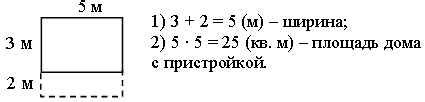 5 м
3 м
2 м
1) 3 + 2 = 5 (м) – ширина;
2) 5 · 5 = 25 (кв. м) – площадь дома
с пристройкой.